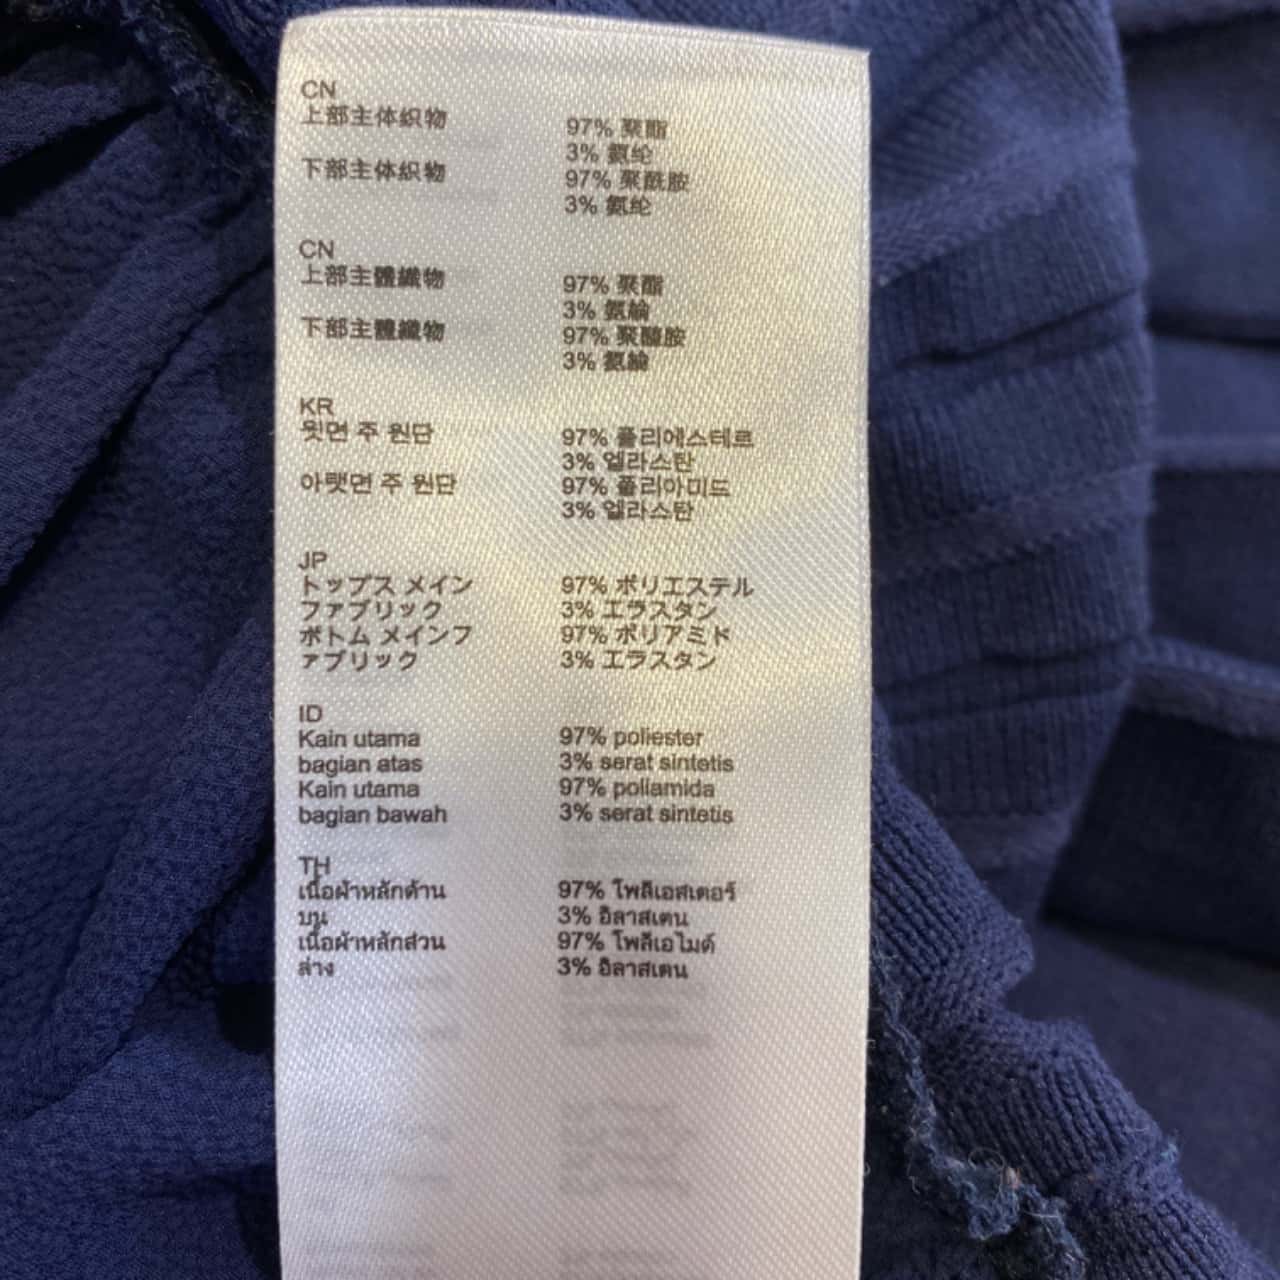 CN
上部主体织物 97% 聚酯
3% 氨纶
下部主体织物 97% 聚酰胺
3% 氨纶
CN
上部主體織物 97% 聚酯
3% 氨綸
下部主體織物 97% 聚醯胺
3% 氨綸
KR
윗면 주 원단 97% 폴리에스테르
3% 엘라스탄
아랫면 주 원단 97% 폴리아미드
3% 엘라스탄
JP
トップス メイン 97% ポリエステル
ファブリック 3% エラスタン
ボトム メインフ 97% ポリアミド
ァブリック 3% エラスタン
ID
Kain utama 97% poliester
bagian atas 3% serat sintetis
Kain utama 97% poliamida
bagian bawah 3% serat sintetis
TH
เนื้อผ้าหลักด้าน 97% โพลีเอสเตอร์
บน 3% อิลาสเตน
เนื้อผ้าหลักส่วน 97% โพลีเอไมด์
ล่าง 3% อิลาสเตน